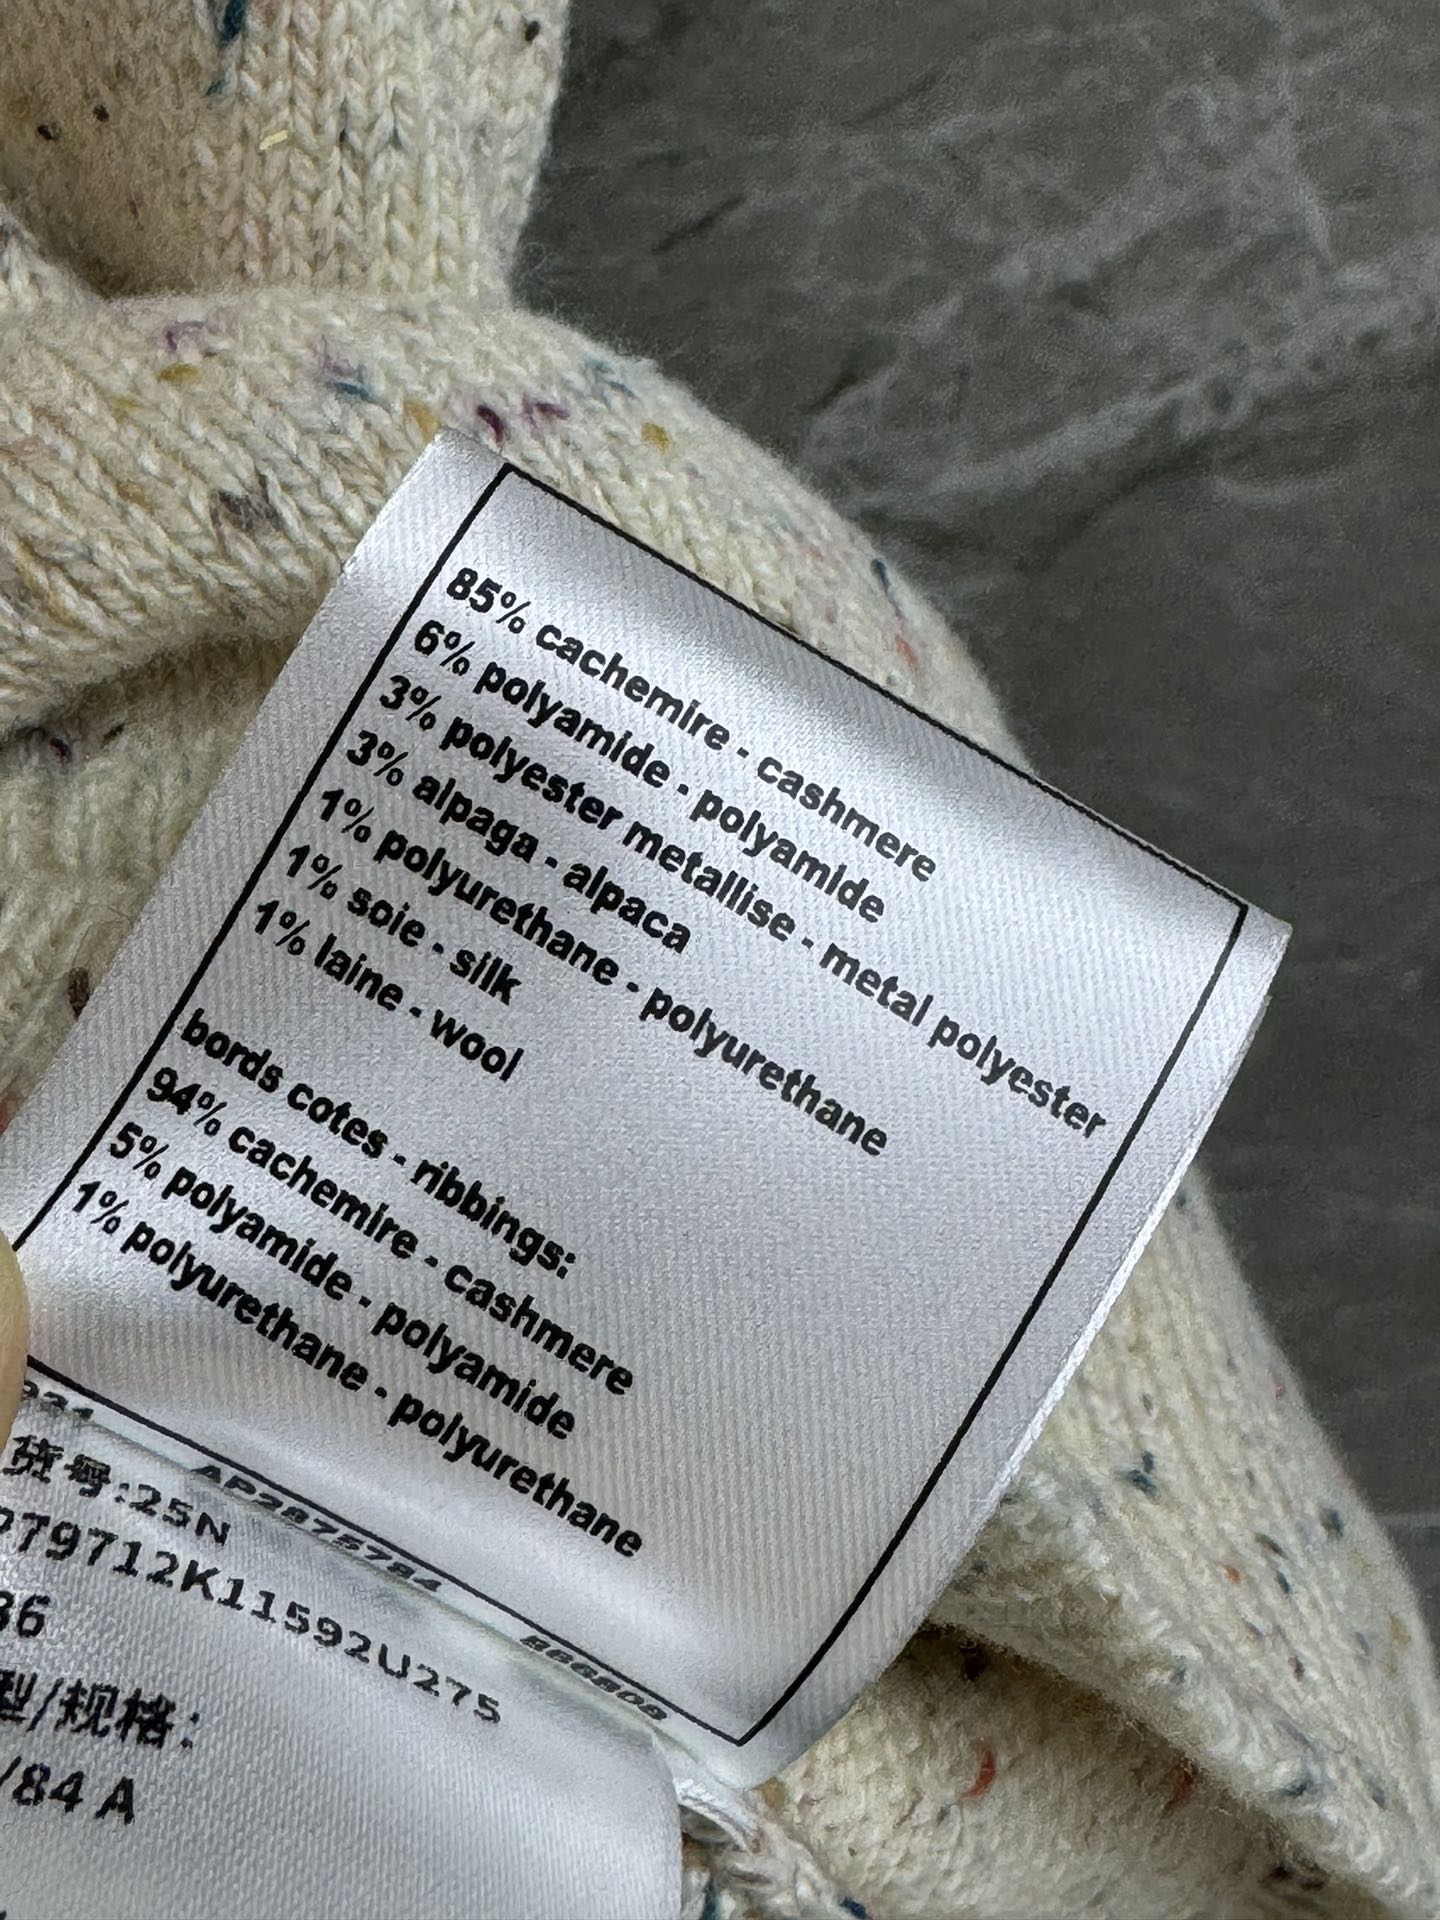 85% cachemire - cashmere
6% polyamide - polyamide
3% polyester metallise - metal polyester
3% alpaga - alpaca
1% polyurethane - polyurethane
1% soie - silk
1% laine - wool
bords cotes - ribbings:
94% cachemire - cashmere
5% polyamide - polyamide
1% polyurethane - polyurethane
货号:25N
P79712K11592U275
36
型/规格:
/84 A